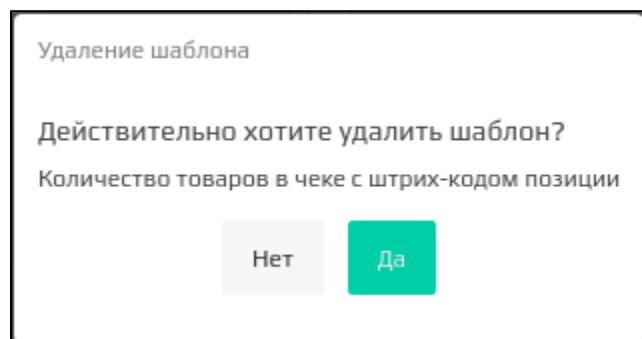 Удаление шаблона
Действительно хотите удалить шаблон?
Количество товаров в чеке с штрих-кодом позиции
Нет
Да